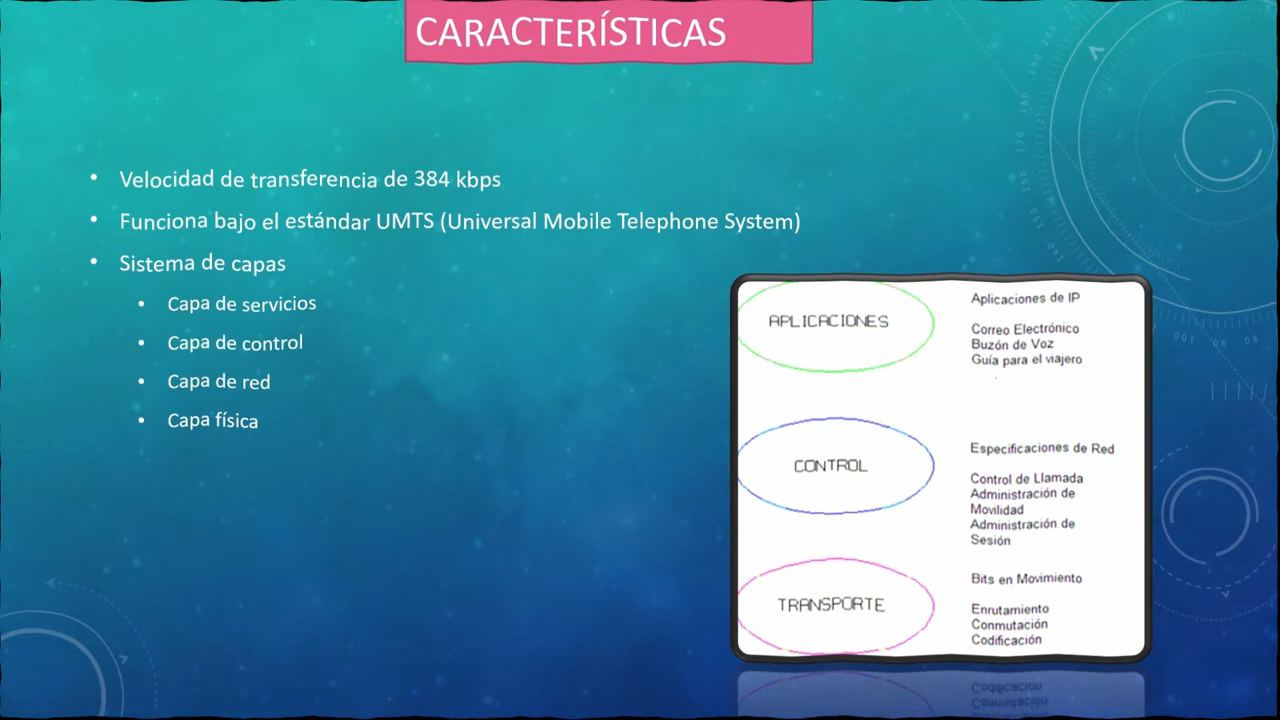 CARACTERÍSTICAS
• Velocidad de transferencia de 384 kbps
• Funciona bajo el estándar UMTS (Universal Mobile Telephone System)
• Sistema de capas
• Capa de servicios
• Capa de control
• Capa de red
• Capa física
APLICACIONES
Aplicaciones de IP
Correo Electrónico
Buzón de Voz
Guía para el viajero
CONTROL
Especificaciones de Red
Control de Llamada
Administración de
Movilidad
Administración de
Sesión
TRANSPORTE
Bits en Movimiento
Enrutamiento
Conmutación
Codificación